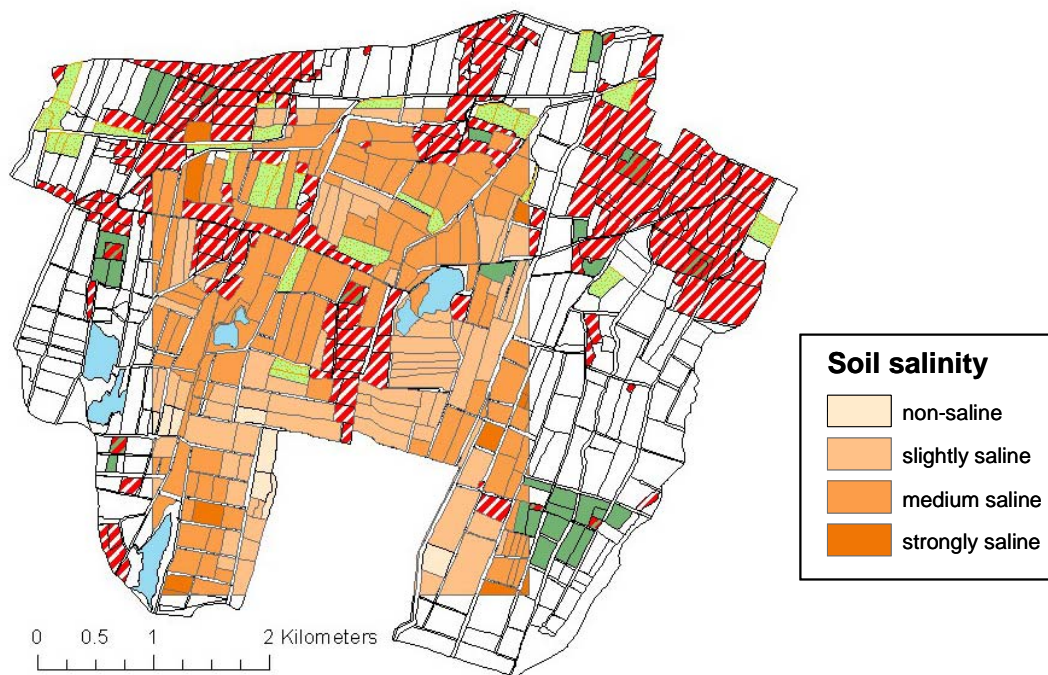 Soil salinity
non-saline
slightly saline
medium saline
strongly saline
0 0.5 1 2 Kilometers